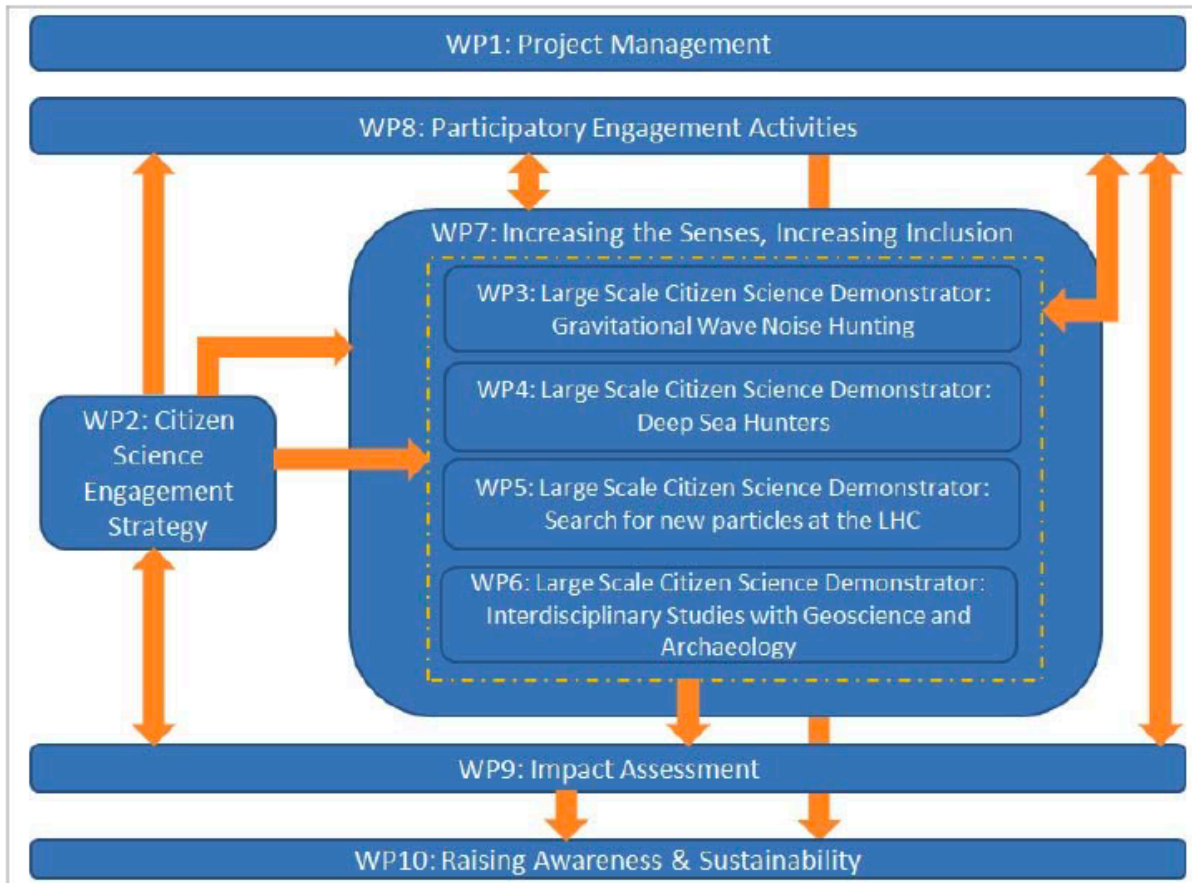 WP1: Project Management
WP8: Participatory Engagement Activities
WP7: Increasing the Senses, Increasing Inclusion
WP3: Large Scale Citizen Science Demonstrator:
Gravitational Wave Noise Hunting
WP4: Large Scale Citizen Science Demonstrator:
Deep Sea Hunters
WP2: Citizen
Science
Engagement
Strategy
WP5: Large Scale Citizen Science Demonstrator:
Search for new particles at the LHC
WP6: Large Scale Citizen Science Demonstrator:
Interdisciplinary Studies with Geoscience and
Archaeology
WP9: Impact Assessment
WP10: Raising Awareness & Sustainability